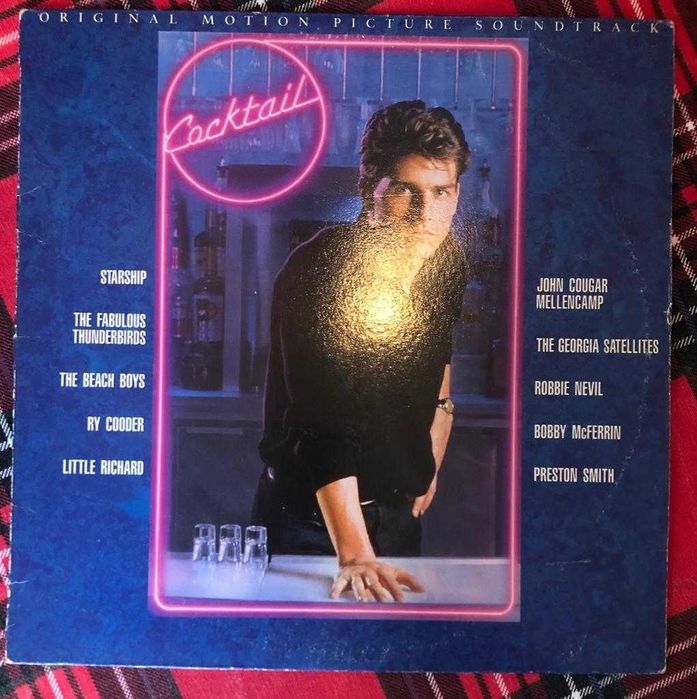 ORIGINAL MOTION PICTURE SOUNDTRACK
Cocktail
STARSHIP
THE FABULOUS
THUNDERBIRDS
THE BEACH BOYS
RY COODER
LITTLE RICHARD
JOHN COUGAR
MELLENCAMP
THE GEORGIA SATELLITES
ROBBIE NEVIL
BOBBY McFERRIN
PRESTON SMITH